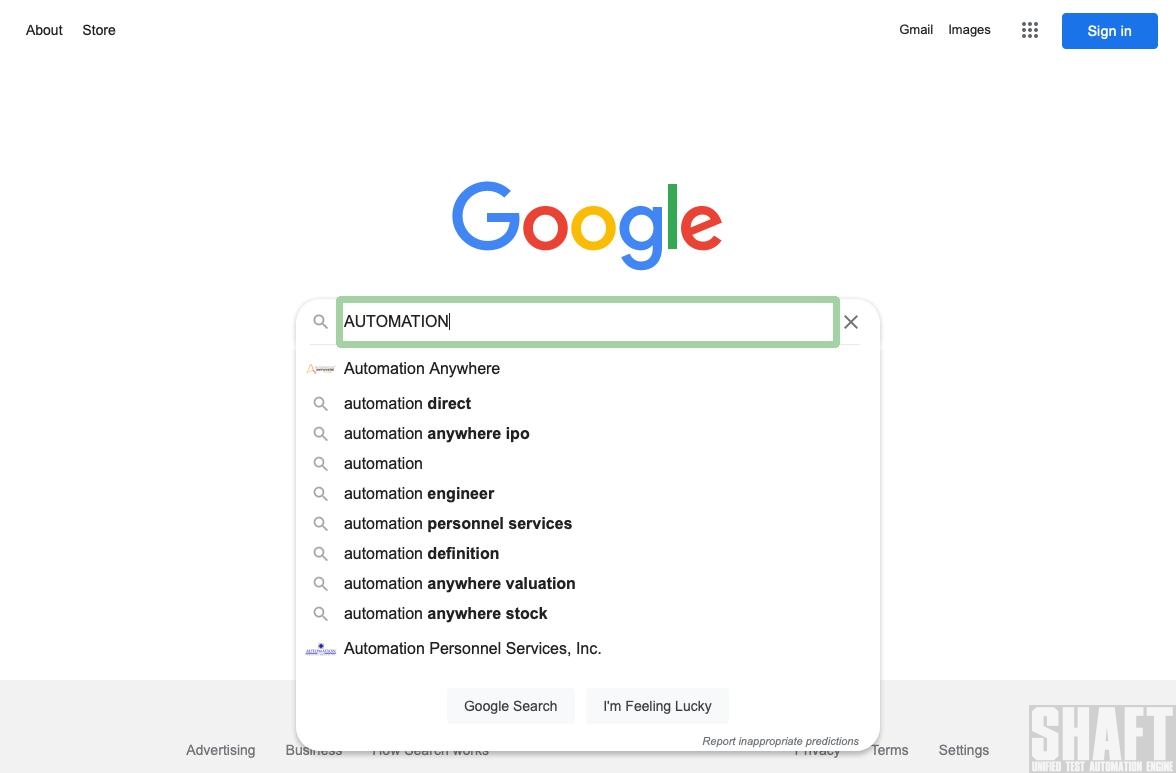 About Store
Gmail Images Sign in
Google
AUTOMATION
Automation Anywhere
automation direct
automation anywhere ipo
automation
automation engineer
automation personnel services
automation definition
automation anywhere valuation
automation anywhere stock
Automation Personnel Services, Inc.
Google Search I'm Feeling Lucky
Report inappropriate predictions
Advertising Business How Search works Privacy Terms Settings
SHAFT
UNIFIED TEST AUTOMATION ENGINE